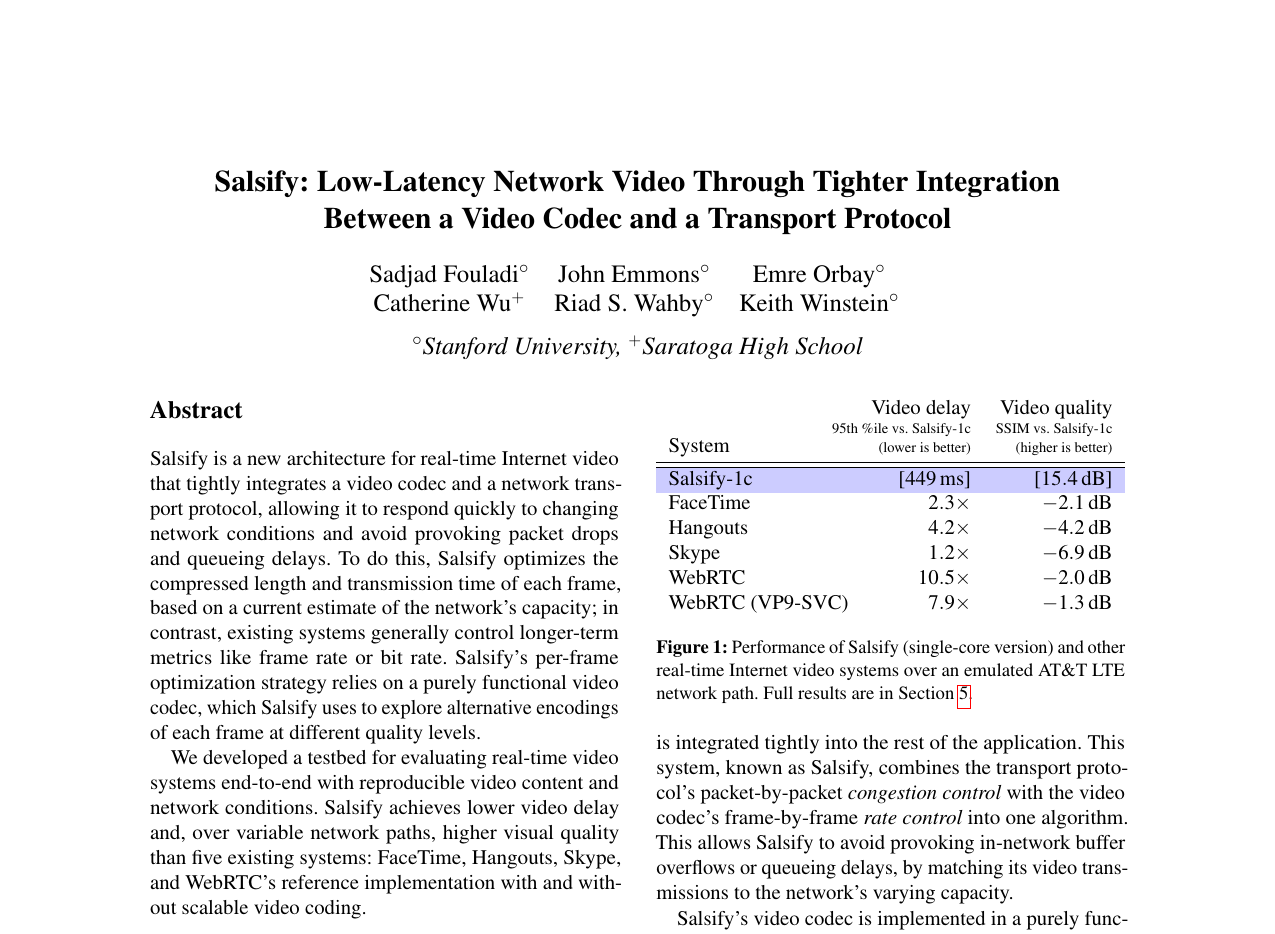 Salsify: Low-Latency Network Video Through Tighter Integration
Between a Video Codec and a Transport Protocol
Sadjad Fouladi° John Emmons° Emre Orbay°
Catherine Wu⁺ Riad S. Wahby° Keith Winstein°
°Stanford University, ⁺Saratoga High School
Abstract
Salsify is a new architecture for real-time Internet video
that tightly integrates a video codec and a network trans-
port protocol, allowing it to respond quickly to changing
network conditions and avoid provoking packet drops
and queueing delays. To do this, Salsify optimizes the
compressed length and transmission time of each frame,
based on a current estimate of the network's capacity; in
contrast, existing systems generally control longer-term
metrics like frame rate or bit rate. Salsify's per-frame
optimization strategy relies on a purely functional video
codec, which Salsify uses to explore alternative encodings
of each frame at different quality levels.
We developed a testbed for evaluating real-time video
systems end-to-end with reproducible video content and
network conditions. Salsify achieves lower video delay
and, over variable network paths, higher visual quality
than five existing systems: FaceTime, Hangouts, Skype,
and WebRTC's reference implementation with and with-
out scalable video coding.
Video delay Video quality
95th %ile vs. Salsify-1c SSIM vs. Salsify-1c
System (lower is better) (higher is better)
Salsify-1c [449 ms] [15.4 dB]
FaceTime 2.3× −2.1 dB
Hangouts 4.2× −4.2 dB
Skype 1.2× −6.9 dB
WebRTC 10.5× −2.0 dB
WebRTC (VP9-SVC) 7.9× −1.3 dB
Figure 1: Performance of Salsify (single-core version) and other
real-time Internet video systems over an emulated AT&T LTE
network path. Full results are in Section 5.
is integrated tightly into the rest of the application. This
system, known as Salsify, combines the transport proto-
col's packet-by-packet congestion control with the video
codec's frame-by-frame rate control into one algorithm.
This allows Salsify to avoid provoking in-network buffer
overflows or queueing delays, by matching its video trans-
missions to the network's varying capacity.
Salsify's video codec is implemented in a purely func-